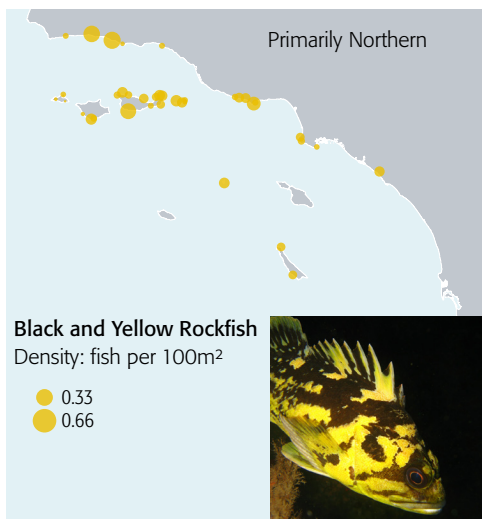 Primarily Northern
Black and Yellow Rockfish
Density: fish per 100m²
0.33
0.66